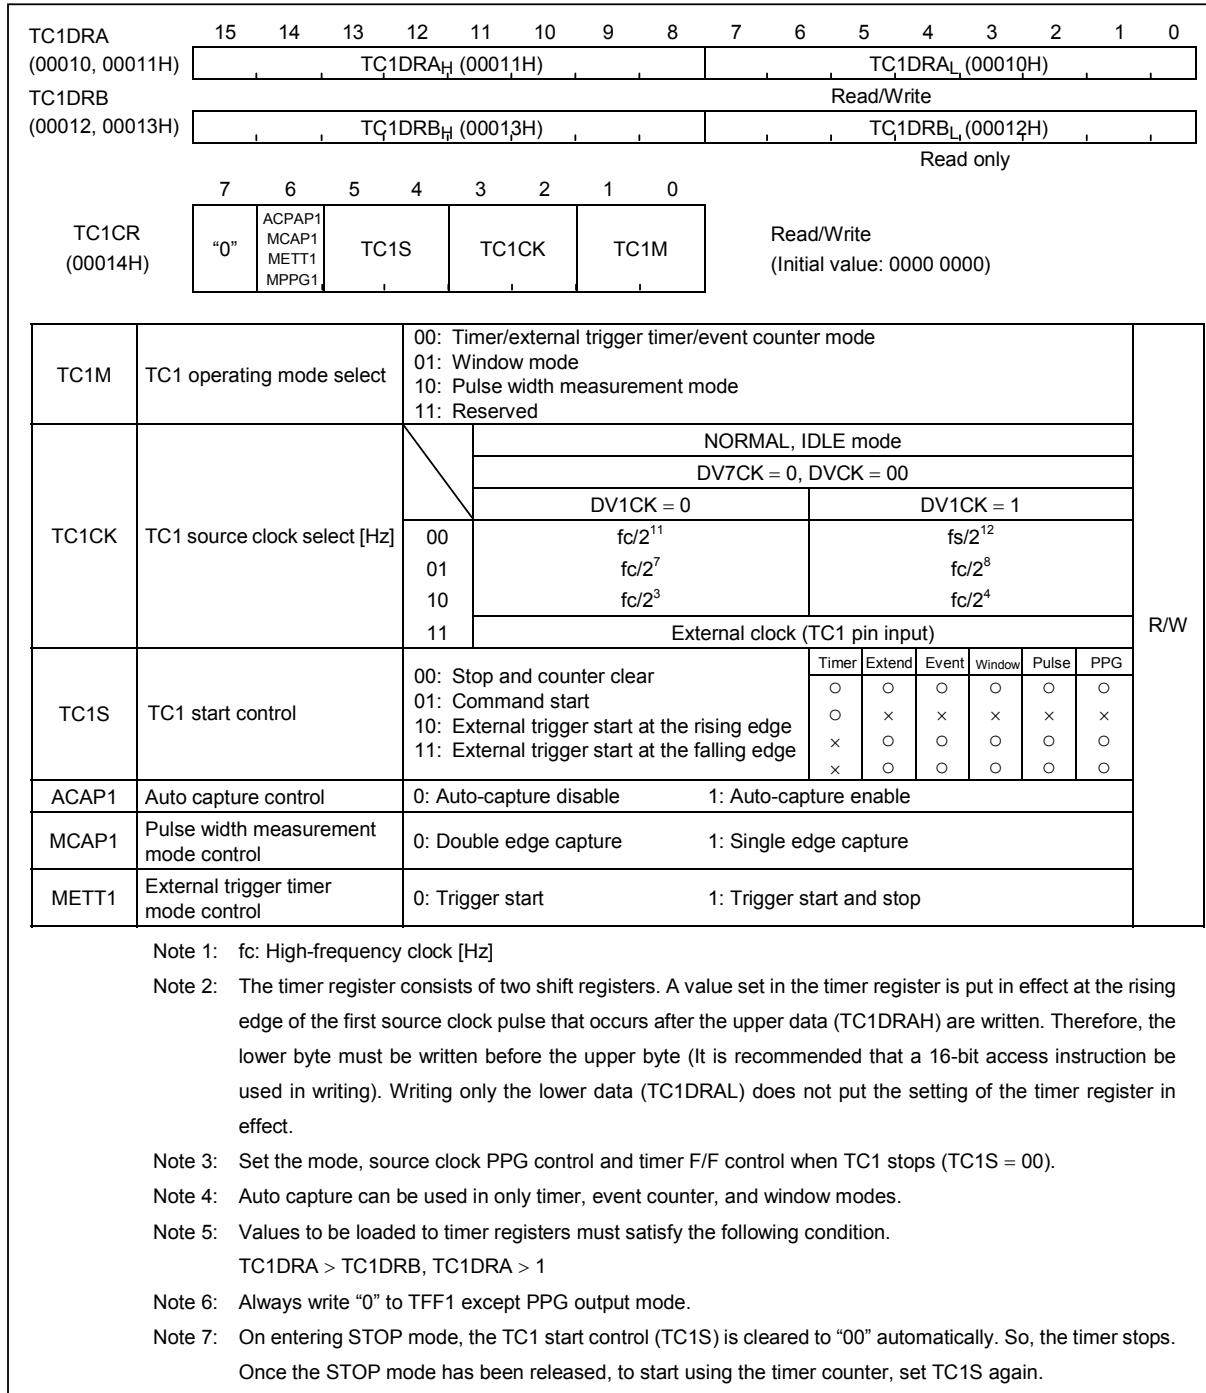 TC1DRA 15 14 13 12 11 10 9 8 7 6 5 4 3 2 1 0
(00010, 00011H) TC1DRAH (00011H) TC1DRAL (00010H)
TC1DRB Read/Write
(00012, 00013H) TC1DRBH (00013H) TC1DRBL (00012H)
Read only
7 6 5 4 3 2 1 0
TC1CR
(00014H)
“0”
ACPAP1
MCAP1
METT1
MPPG1
TC1S TC1CK TC1M
Read/Write
(Initial value: 0000 0000)
TC1M TC1 operating mode select
00: Timer/external trigger timer/event counter mode
01: Window mode
10: Pulse width measurement mode
11: Reserved
R/W
TC1CK TC1 source clock select [Hz]
NORMAL, IDLE mode
DV7CK = 0, DVCK = 00
DV1CK = 0 DV1CK = 1
00 fc/2^11 fs/2^12
01 fc/2^7 fc/2^8
10 fc/2^3 fc/2^4
11 External clock (TC1 pin input)
TC1S TC1 start control
Timer Extend Event Window Pulse PPG
00: Stop and counter clear ○ ○ ○ ○ ○ ○
01: Command start ○ × × × × ×
10: External trigger start at the rising edge × ○ ○ ○ ○ ○
11: External trigger start at the falling edge × ○ ○ ○ ○ ○
ACAP1 Auto capture control 0: Auto-capture disable 1: Auto-capture enable
MCAP1 Pulse width measurement
mode control 0: Double edge capture 1: Single edge capture
METT1 External trigger timer
mode control 0: Trigger start 1: Trigger start and stop
Note 1: fc: High-frequency clock [Hz]
Note 2: The timer register consists of two shift registers. A value set in the timer register is put in effect at the rising
edge of the first source clock pulse that occurs after the upper data (TC1DRAH) are written. Therefore, the
lower byte must be written before the upper byte (It is recommended that a 16-bit access instruction be
used in writing). Writing only the lower data (TC1DRAL) does not put the setting of the timer register in
effect.
Note 3: Set the mode, source clock PPG control and timer F/F control when TC1 stops (TC1S = 00).
Note 4: Auto capture can be used in only timer, event counter, and window modes.
Note 5: Values to be loaded to timer registers must satisfy the following condition.
TC1DRA > TC1DRB, TC1DRA > 1
Note 6: Always write “0” to TFF1 except PPG output mode.
Note 7: On entering STOP mode, the TC1 start control (TC1S) is cleared to “00” automatically. So, the timer stops.
Once the STOP mode has been released, to start using the timer counter, set TC1S again.